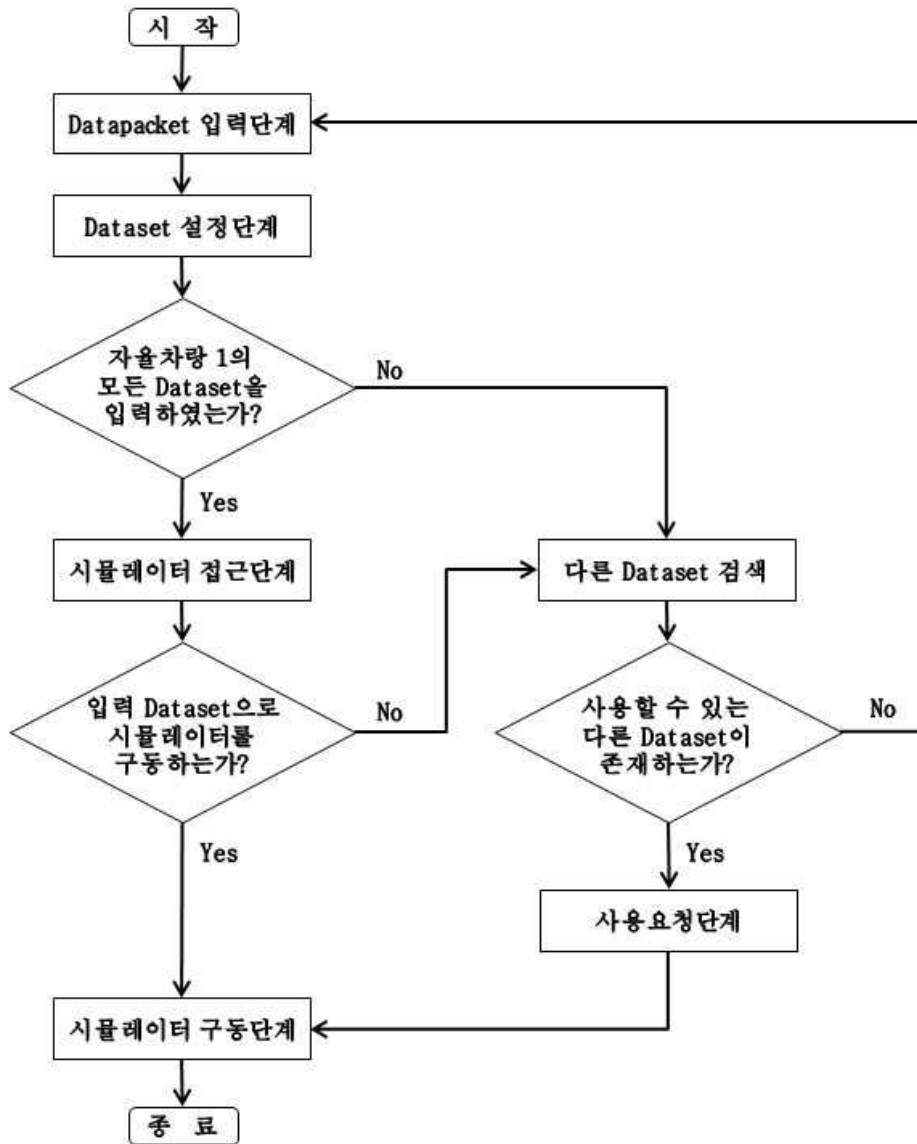 시 작
Datapacket 입력단계
Dataset 설정단계
자율차랑 1의
모든 Dataset을
입력하였는가?
No
Yes
시뮬레이터 접근단계
다른 Dataset 검색
입력 Dataset으로
시뮬레이터를
구동하는가?
No
사용할 수 있는
다른 Dataset이
존재하는가?
No
Yes
Yes
사용요청단계
시뮬레이터 구동단계
종 료